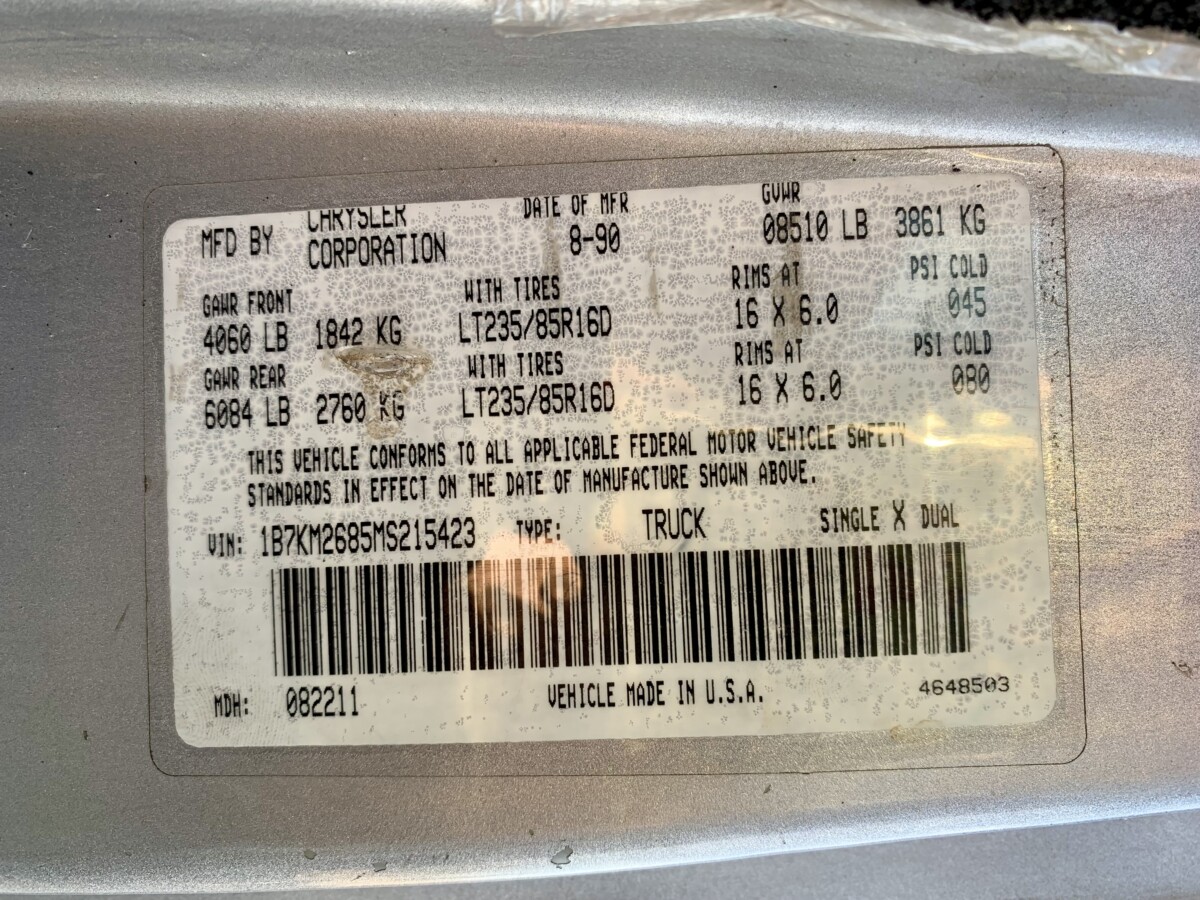 MFD BY CHRYSLER CORPORATION DATE OF MFR 8-90 GVWR 08510 LB 3861 KG
GAWR FRONT WITH TIRES RIMS AT PSI COLD
4060 LB 1842 KG LT235/85R16D 16 X 6.0 045
GAWR REAR WITH TIRES RIMS AT PSI COLD
6084 LB 2760 KG LT235/85R16D 16 X 6.0 080
THIS VEHICLE CONFORMS TO ALL APPLICABLE FEDERAL MOTOR VEHICLE SAFETY
STANDARDS IN EFFECT ON THE DATE OF MANUFACTURE SHOWN ABOVE.
VIN: 1B7KM2685MS215423 TYPE: TRUCK SINGLE X DUAL
MDH: 082211 VEHICLE MADE IN U.S.A. 4648503